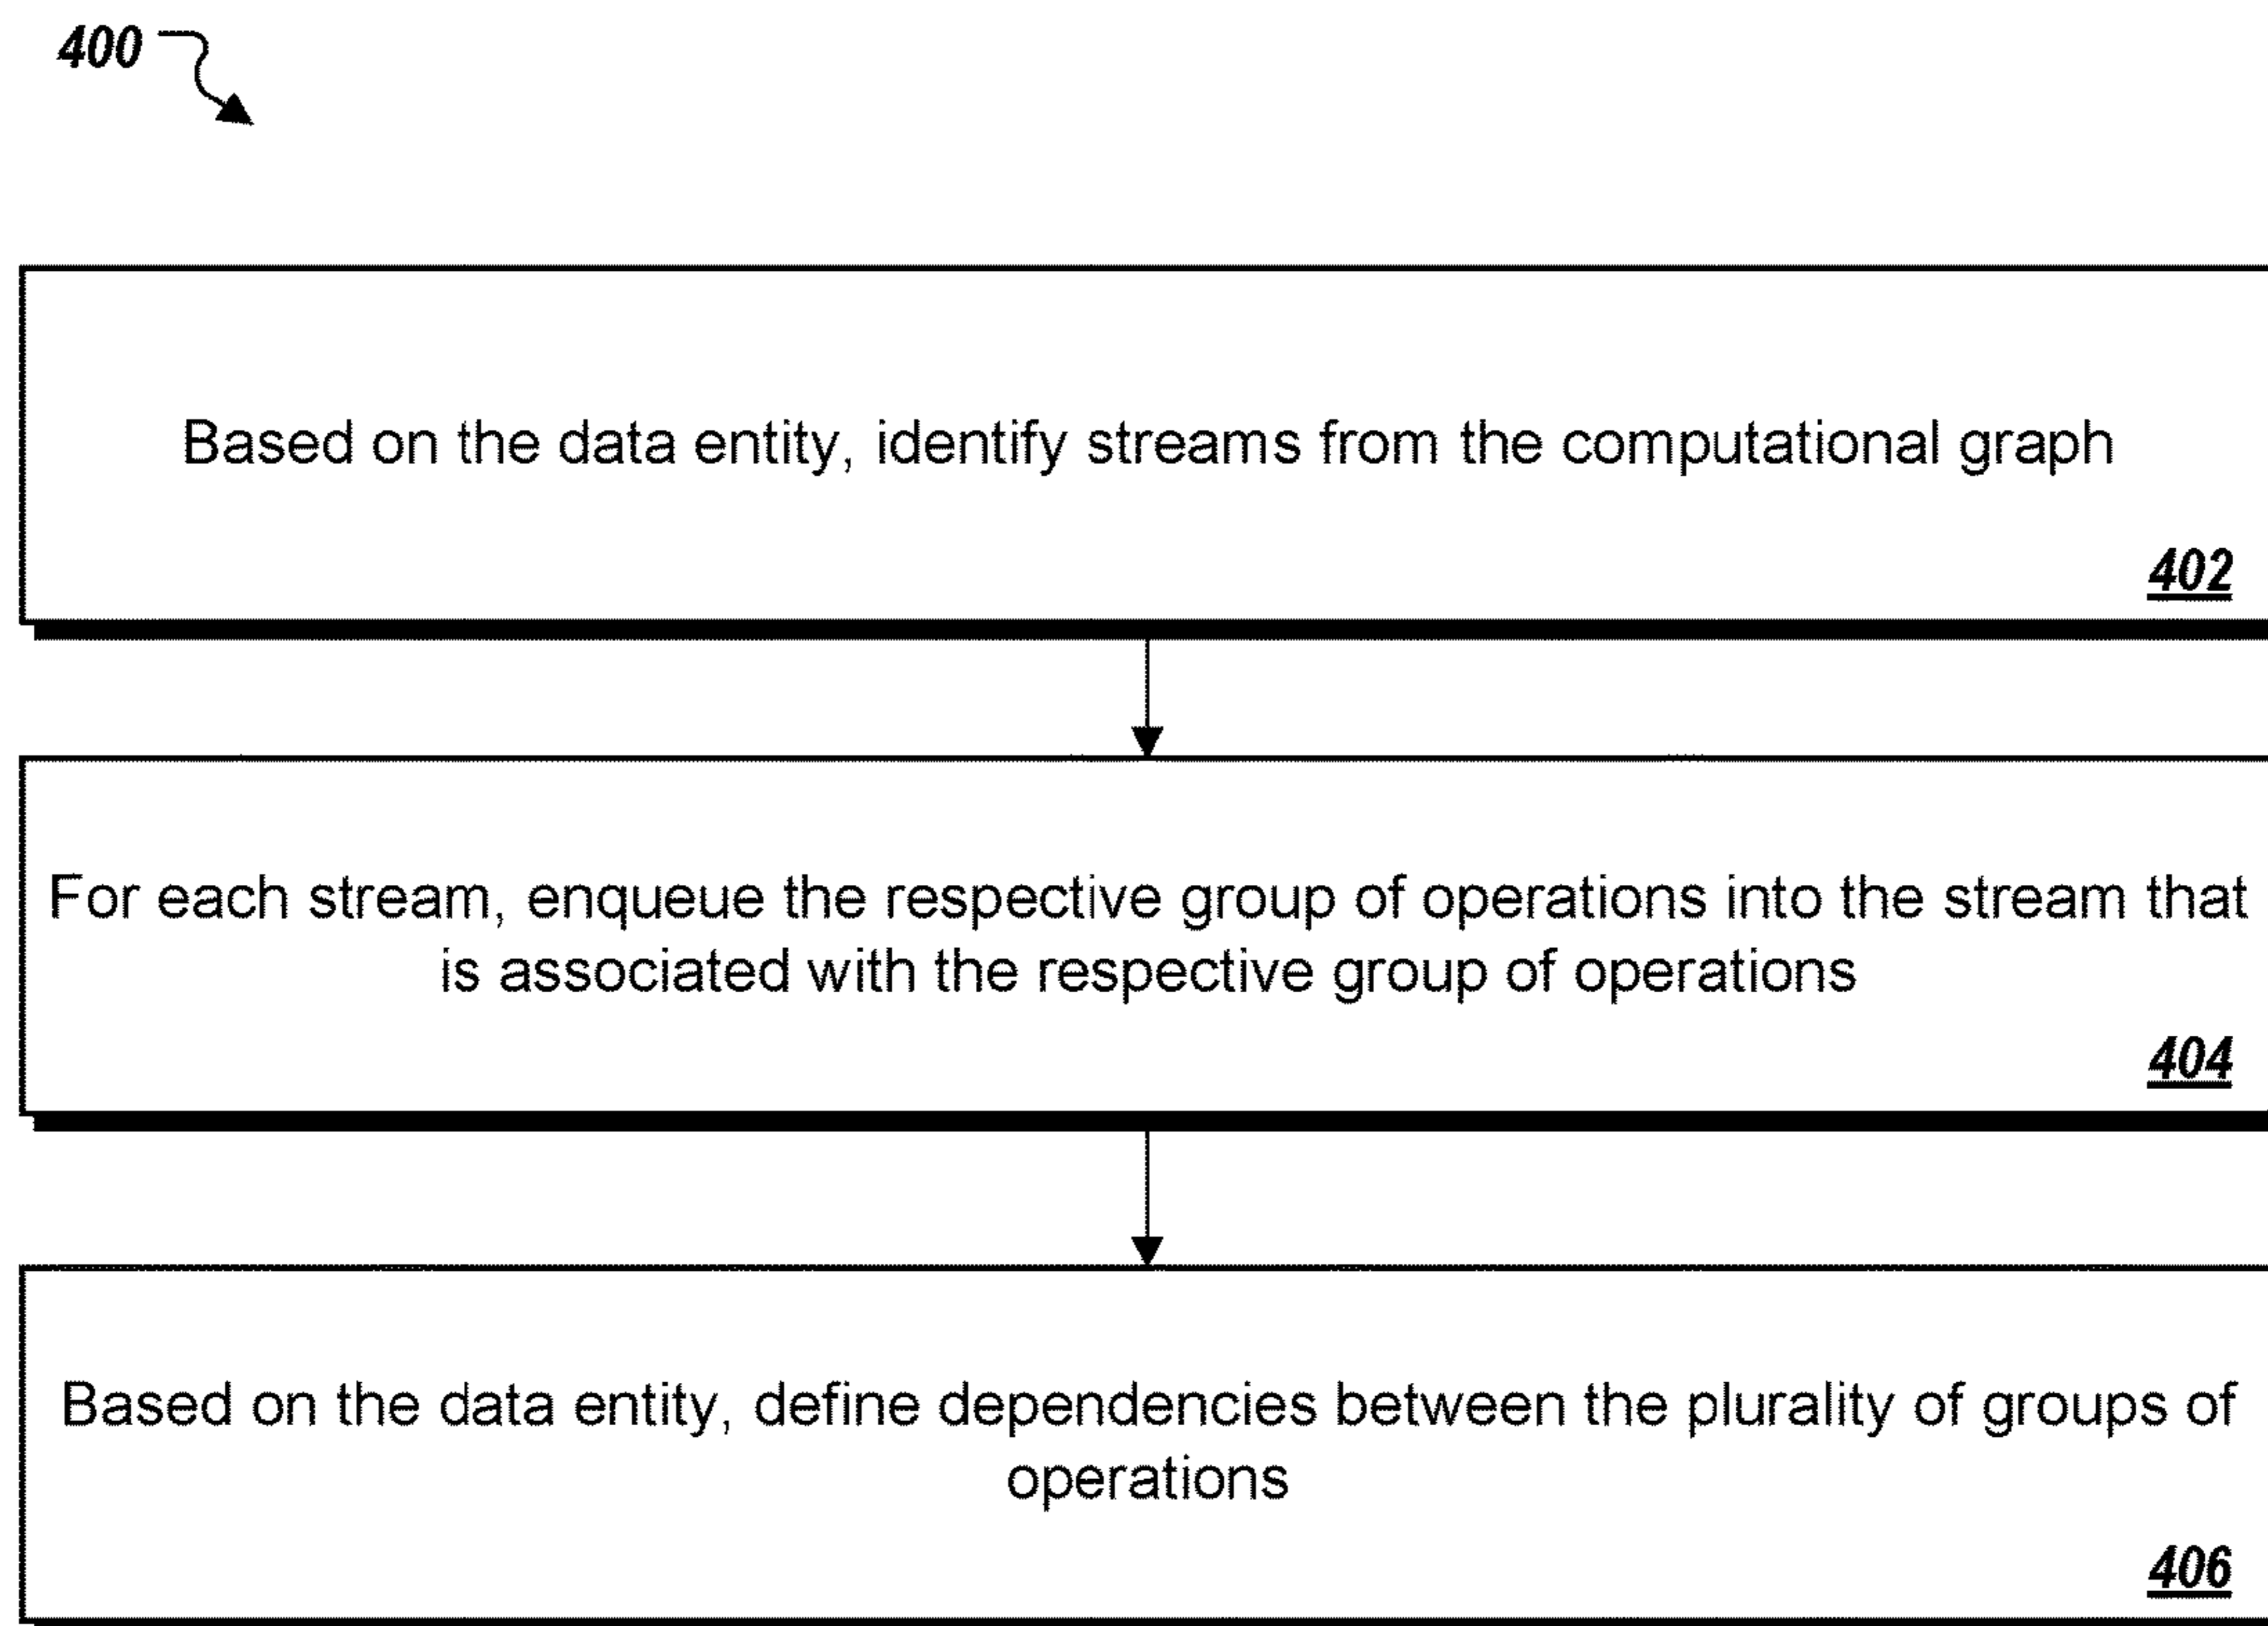 400
Based on the data entity, identify streams from the computational graph
402
For each stream, enqueue the respective group of operations into the stream that
is associated with the respective group of operations
404
Based on the data entity, define dependencies between the plurality of groups of
operations
406